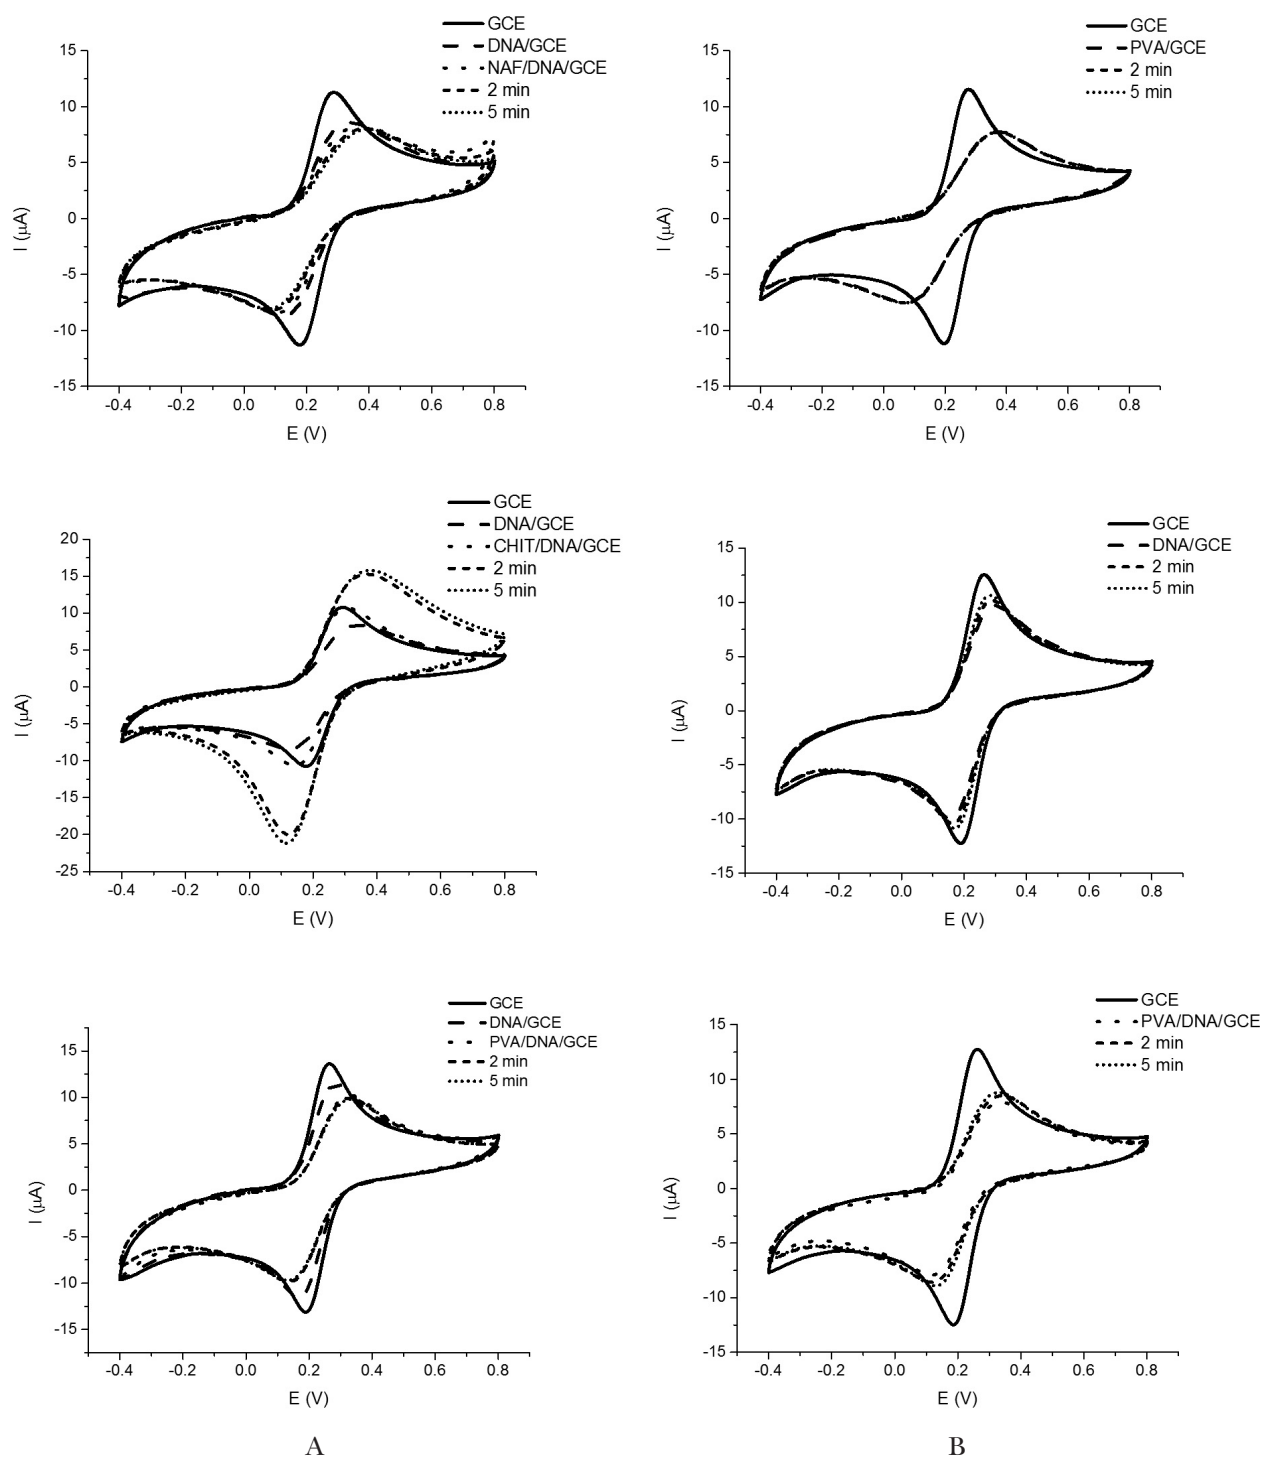 GCE
DNA/GCE
NAF/DNA/GCE
2 min
5 min
15
10
5
0
-5
-10
-15
I (µA)
-0.4 -0.2 0.0 0.2 0.4 0.6 0.8
E (V)
GCE
PVA/GCE
2 min
5 min
15
10
5
0
-5
-10
-15
I (µA)
-0.4 -0.2 0.0 0.2 0.4 0.6 0.8
E (V)
GCE
DNA/GCE
CHIT/DNA/GCE
2 min
5 min
20
15
10
5
0
-5
-10
-15
-20
-25
I (µA)
-0.4 -0.2 0.0 0.2 0.4 0.6 0.8
E (V)
GCE
DNA/GCE
2 min
5 min
15
10
5
0
-5
-10
-15
I (µA)
-0.4 -0.2 0.0 0.2 0.4 0.6 0.8
E (V)
GCE
DNA/GCE
PVA/DNA/GCE
2 min
5 min
15
10
5
0
-5
-10
-15
I (µA)
-0.4 -0.2 0.0 0.2 0.4 0.6 0.8
E (V)
GCE
PVA/DNA/GCE
2 min
5 min
15
10
5
0
-5
-10
-15
I (µA)
-0.4 -0.2 0.0 0.2 0.4 0.6 0.8
E (V)
A
B